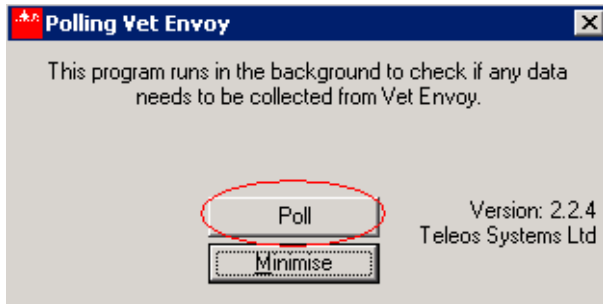 Polling Vet Envoy
This program runs in the background to check if any data
needs to be collected from Vet Envoy.
Poll
Version: 2.2.4
Teleos Systems Ltd
Minimise